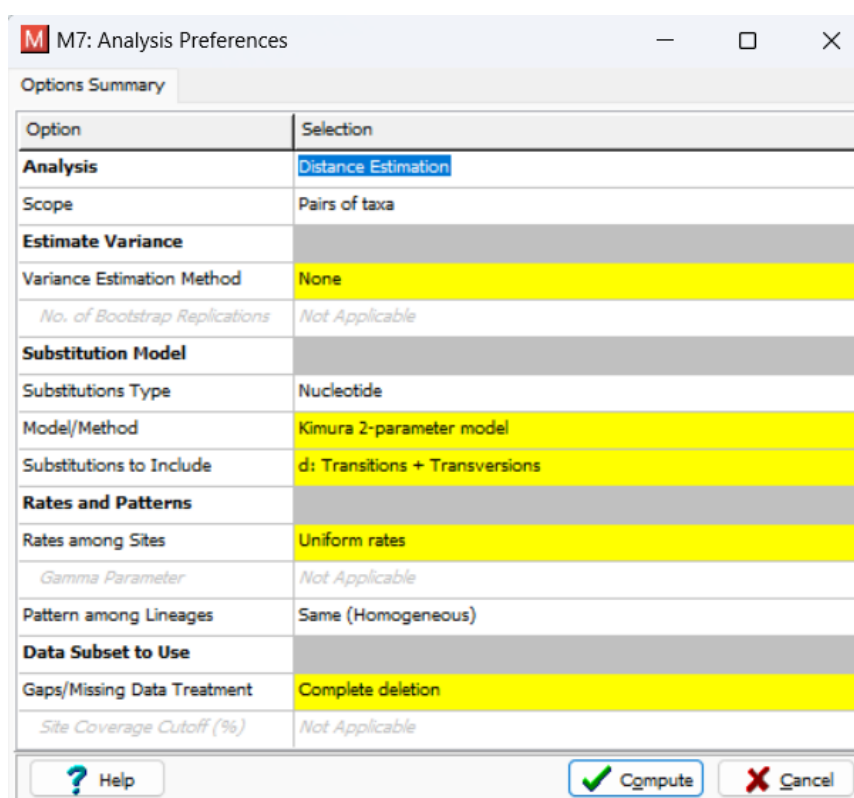 M M7: Analysis Preferences
Options Summary
Option Selection
Analysis Distance Estimation
Scope Pairs of taxa
Estimate Variance
Variance Estimation Method None
No. of Bootstrap Replications Not Applicable
Substitution Model
Substitutions Type Nucleotide
Model/Method Kimura 2-parameter model
Substitutions to Include d: Transitions + Transversions
Rates and Patterns
Rates among Sites Uniform rates
Gamma Parameter Not Applicable
Pattern among Lineages Same (Homogeneous)
Data Subset to Use
Gaps/Missing Data Treatment Complete deletion
Site Coverage Cutoff (%) Not Applicable
? Help Compute Cancel